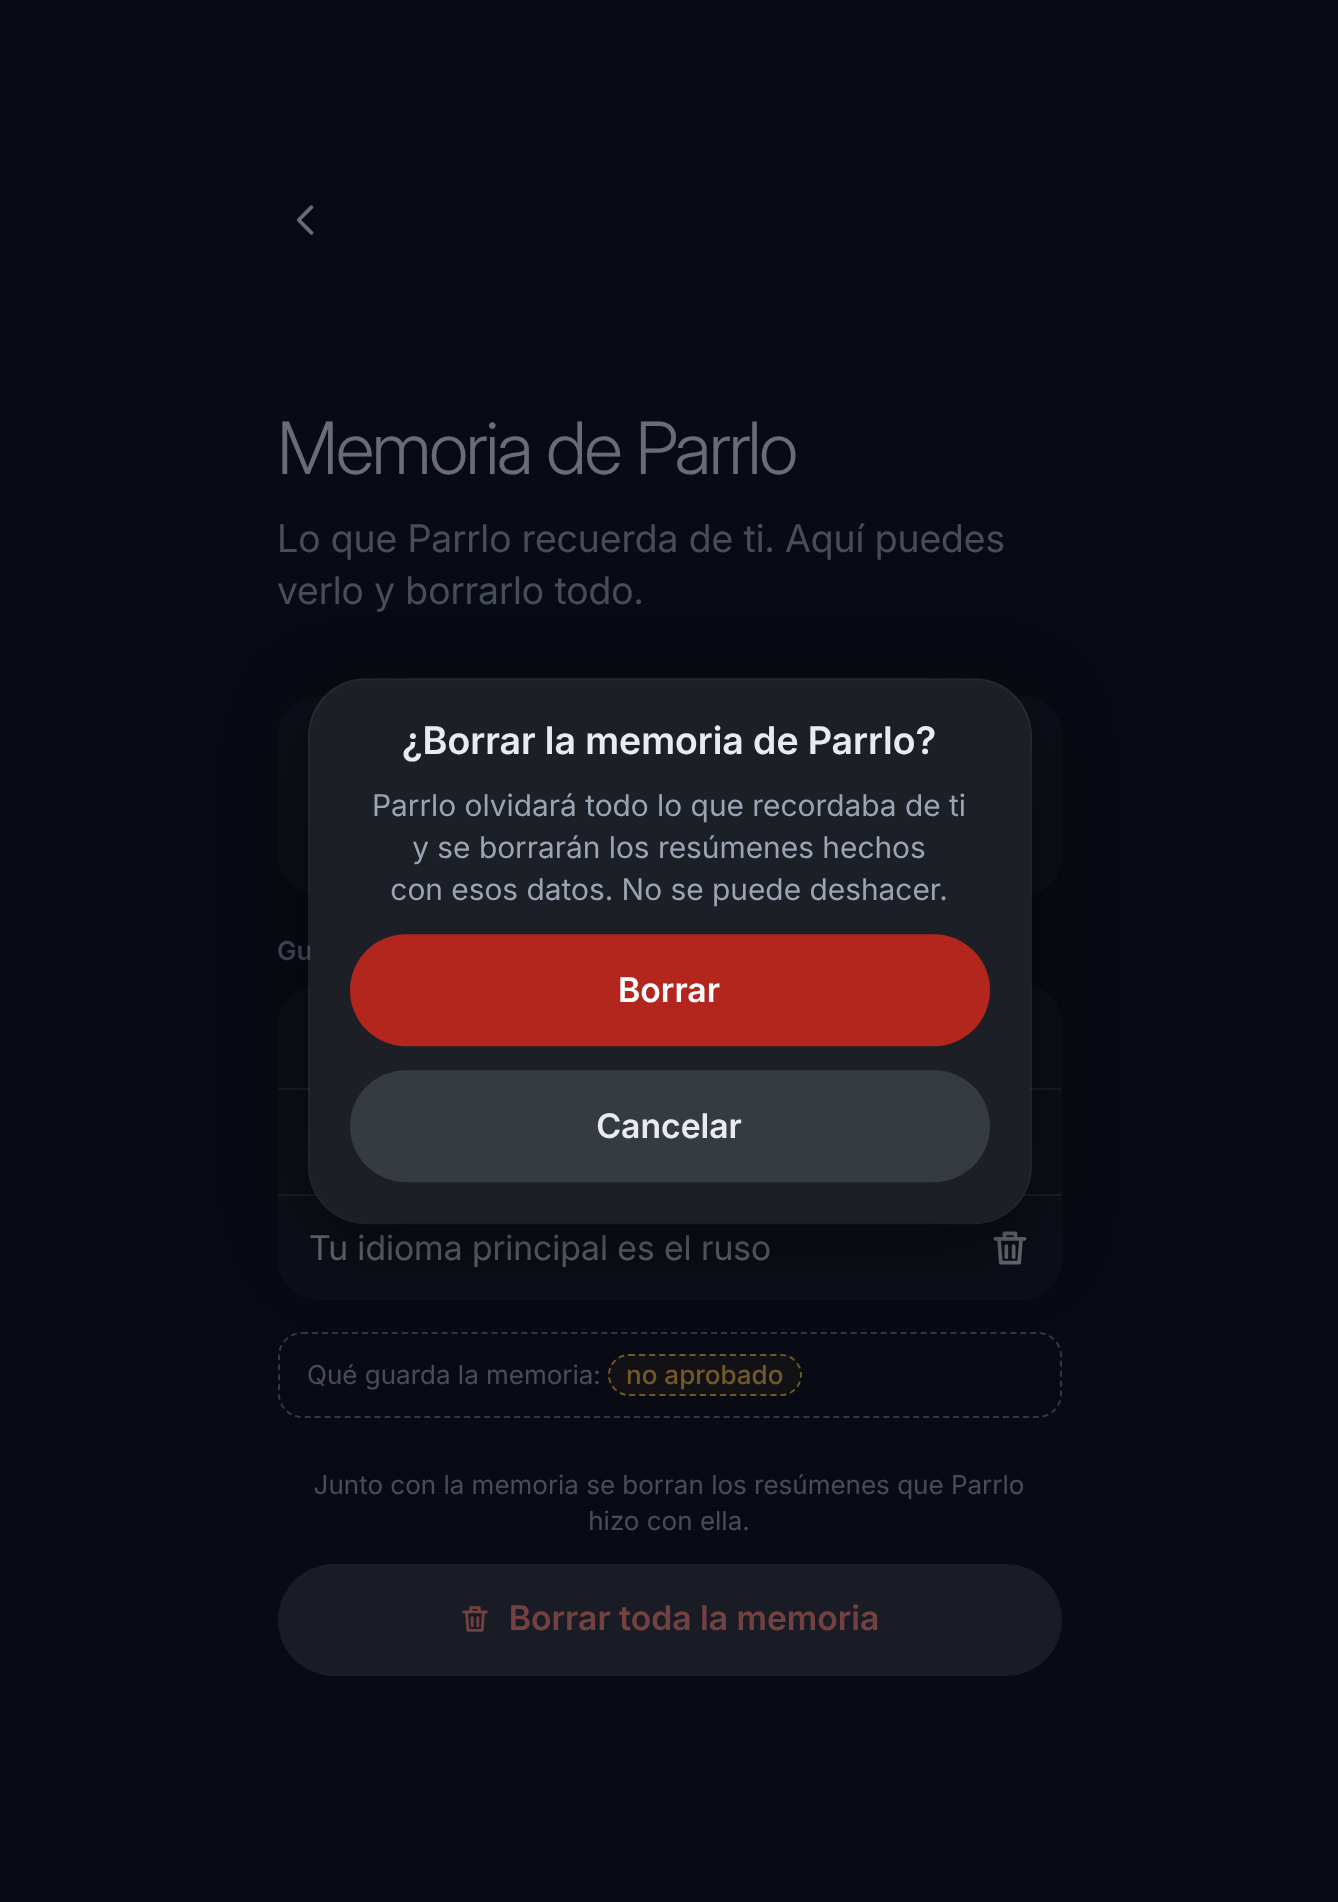 Memoria de Parrlo
Lo que Parrlo recuerda de ti. Aquí puedes
verlo y borrarlo todo.
¿Borrar la memoria de Parrlo?
Parrlo olvidará todo lo que recordaba de ti
y se borrarán los resúmenes hechos
con esos datos. No se puede deshacer.
Borrar
Cancelar
Tu idioma principal es el ruso
Qué guarda la memoria: no aprobado
Junto con la memoria se borran los resúmenes que Parrlo
hizo con ella.
Borrar toda la memoria